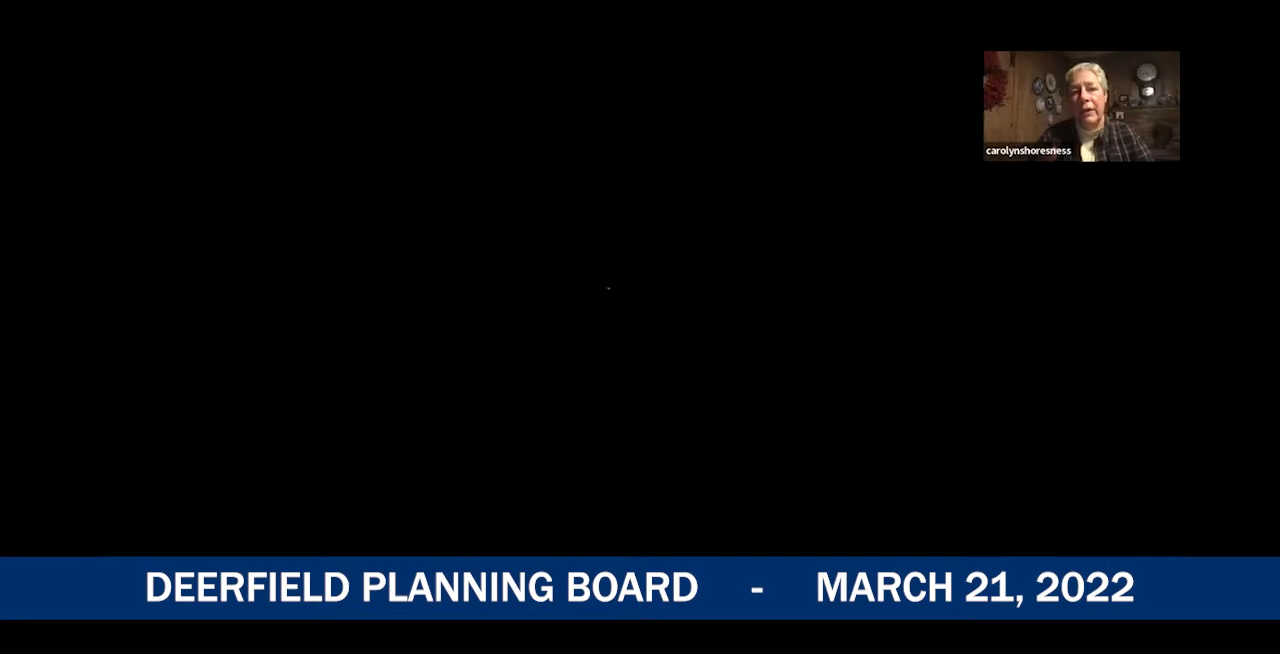 carolynshoresness
DEERFIELD PLANNING BOARD - MARCH 21, 2022